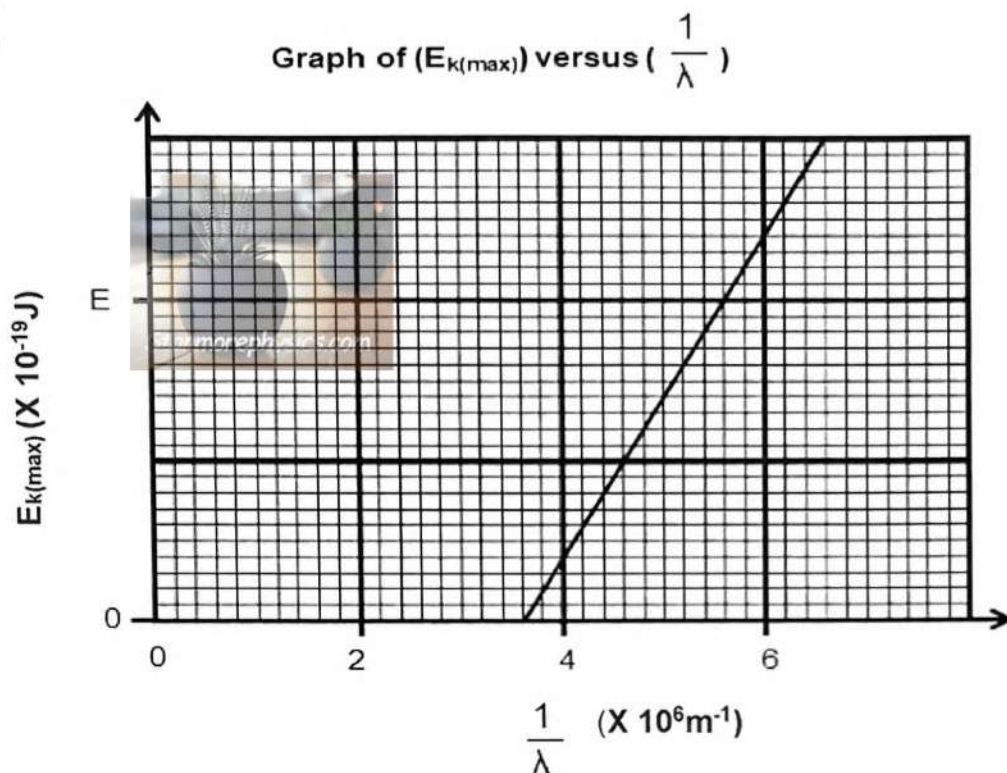 Graph of (Ek(max)) versus ( 1/λ )
E
Ek(max) (X 10⁻¹⁹J)
0
0 2 4 6
1/λ (X 10⁶m⁻¹)